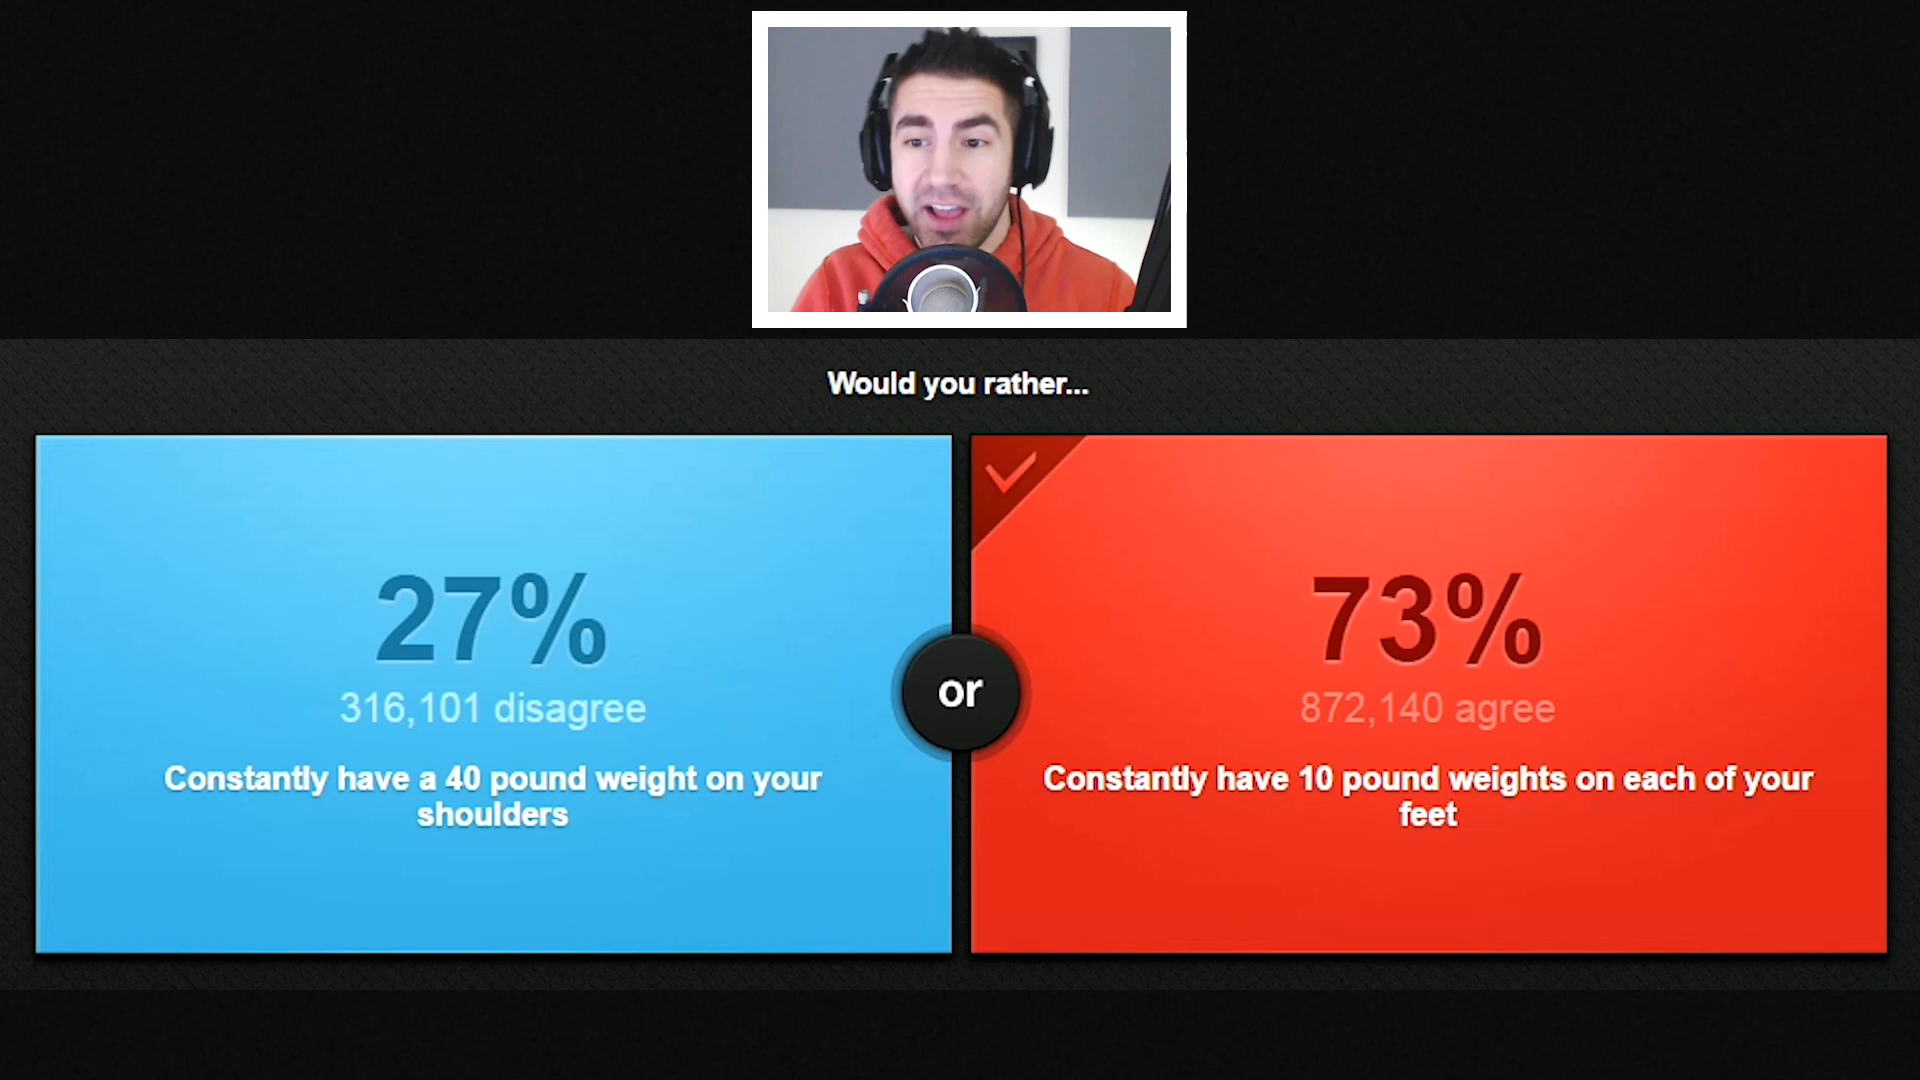 Would you rather...
27%
316,101 disagree
Constantly have a 40 pound weight on your
shoulders
or
73%
872,140 agree
Constantly have 10 pound weights on each of your
feet